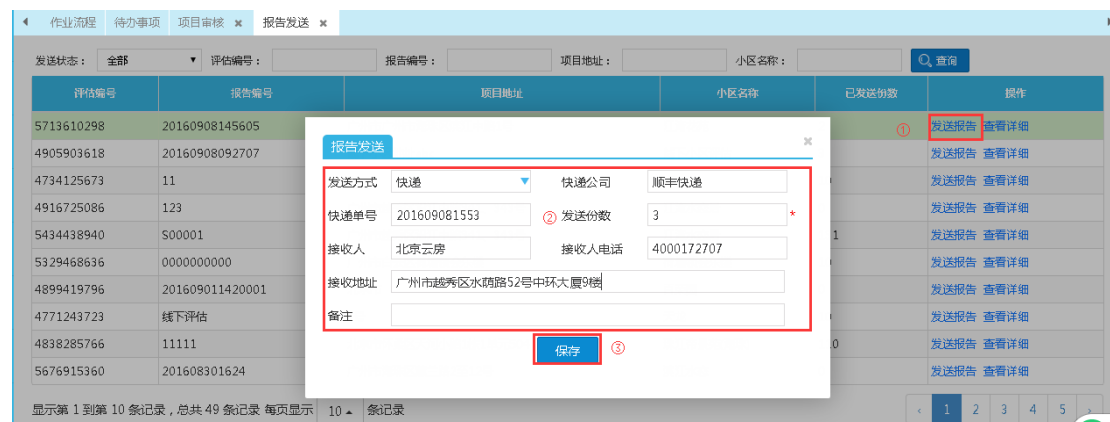 作业流程 待办事项 项目审核 × 报告发送 ×
发送状态： 全部 评估编号： 报告编号： 项目地址： 小区名称： 查询
评估编号 报告编号 项目地址 小区名称 已发送份数 操作
5713610298 20160908145605 ① 发送报告 查看详细
4905903618 20160908092707 发送报告 查看详细
4734125673 11 发送报告 查看详细
4916725086 123 发送报告 查看详细
5434438940 S00001 1 发送报告 查看详细
5329468636 0000000000 发送报告 查看详细
4899419796 201609011420001 发送报告 查看详细
4771243723 线下评估 发送报告 查看详细
4838285766 11111 0 发送报告 查看详细
5676915360 201608301624 发送报告 查看详细
报告发送 ×
发送方式 快递 快递公司 顺丰快递
快递单号 201609081553 ② 发送份数 3 *
接收人 北京云房 接收人电话 4000172707
接收地址 广州市越秀区水荫路52号中环大厦9楼
备注
保存 ③
显示第 1 到第 10 条记录，总共 49 条记录 每页显示 10 条记录 ‹ 1 2 3 4 5 ›